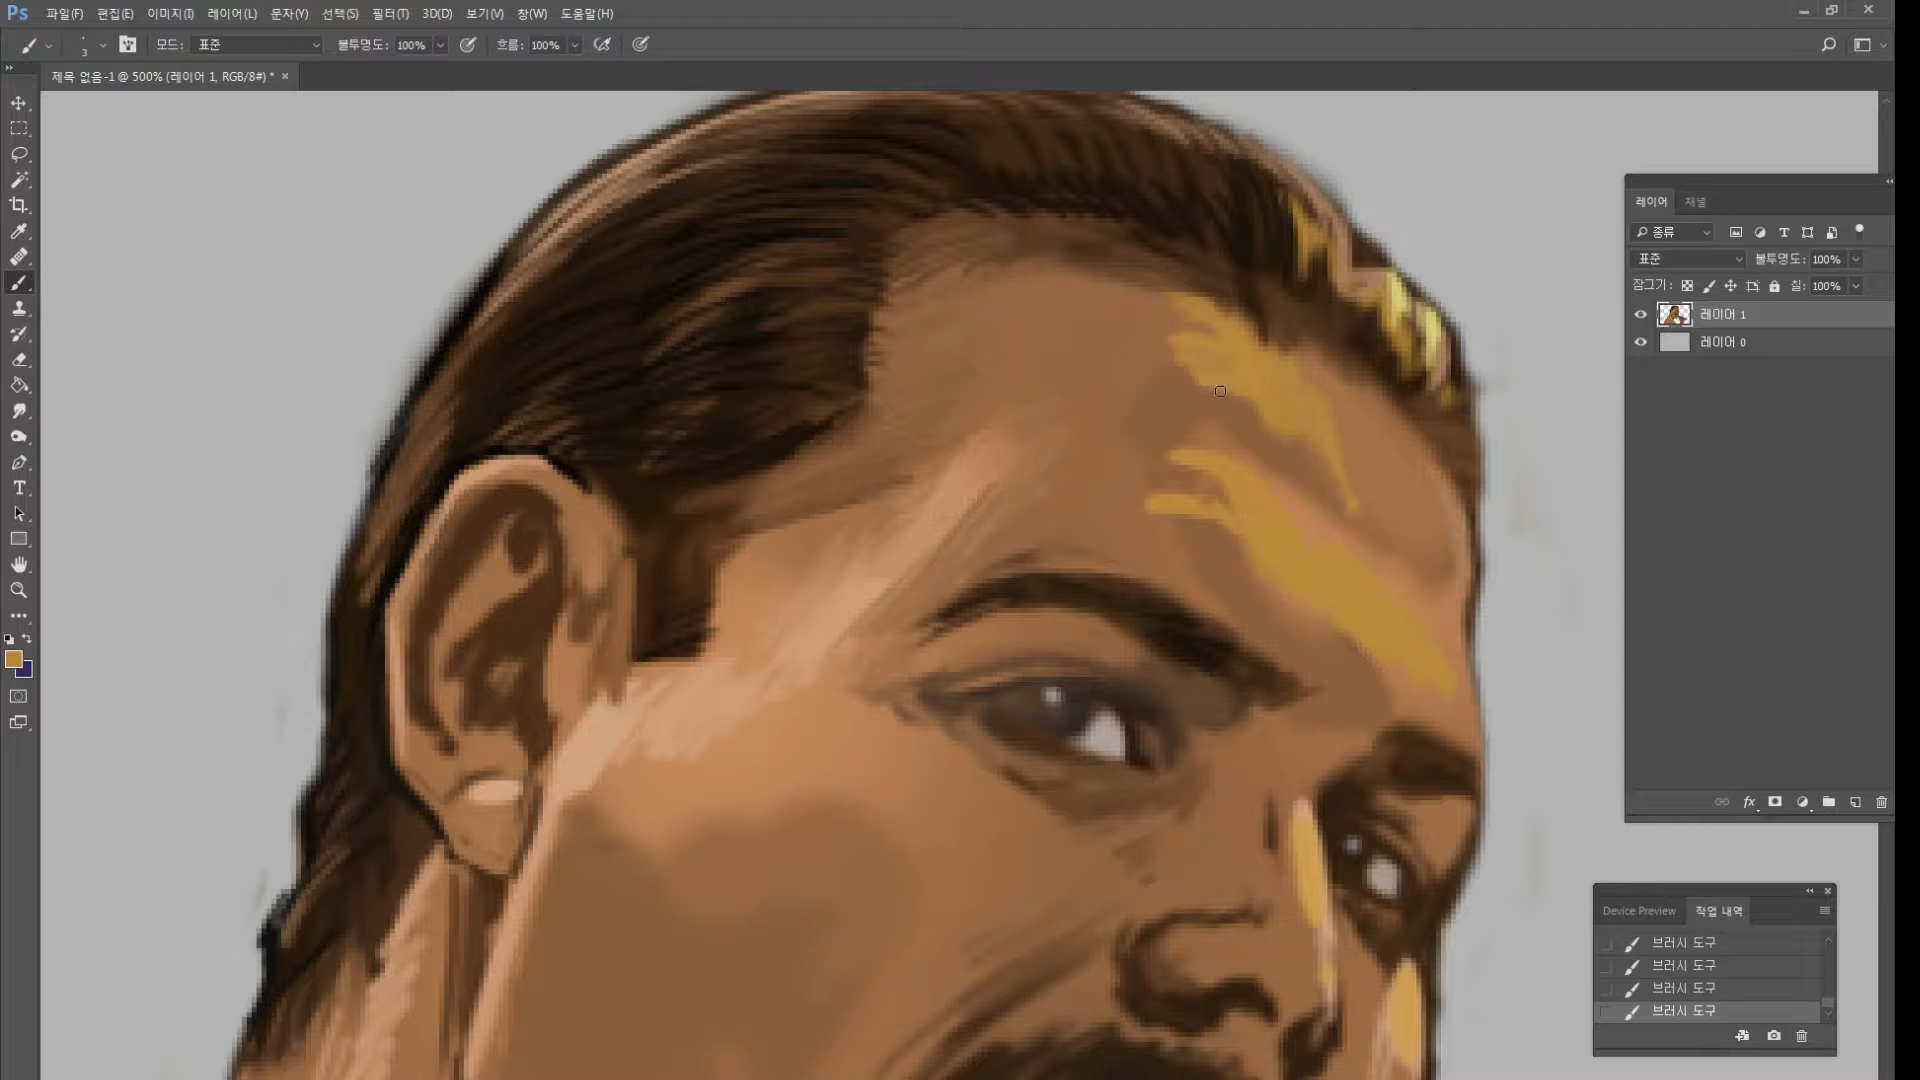 Ps 파일(F) 편집(E) 이미지(I) 레이어(L) 문자(Y) 선택(S) 필터(T) 3D(D) 보기(V) 창(W) 도움말(H)
3 모드: 표준 불투명도: 100% 흐름: 100%
제목 없음-1 @ 500% (레이어 1, RGB/8#) *
레이어 채널
종류
표준 불투명도: 100%
잠그기: 칠: 100%
레이어 1
레이어 0
fx
Device Preview 작업 내역
브러시 도구
브러시 도구
브러시 도구
브러시 도구